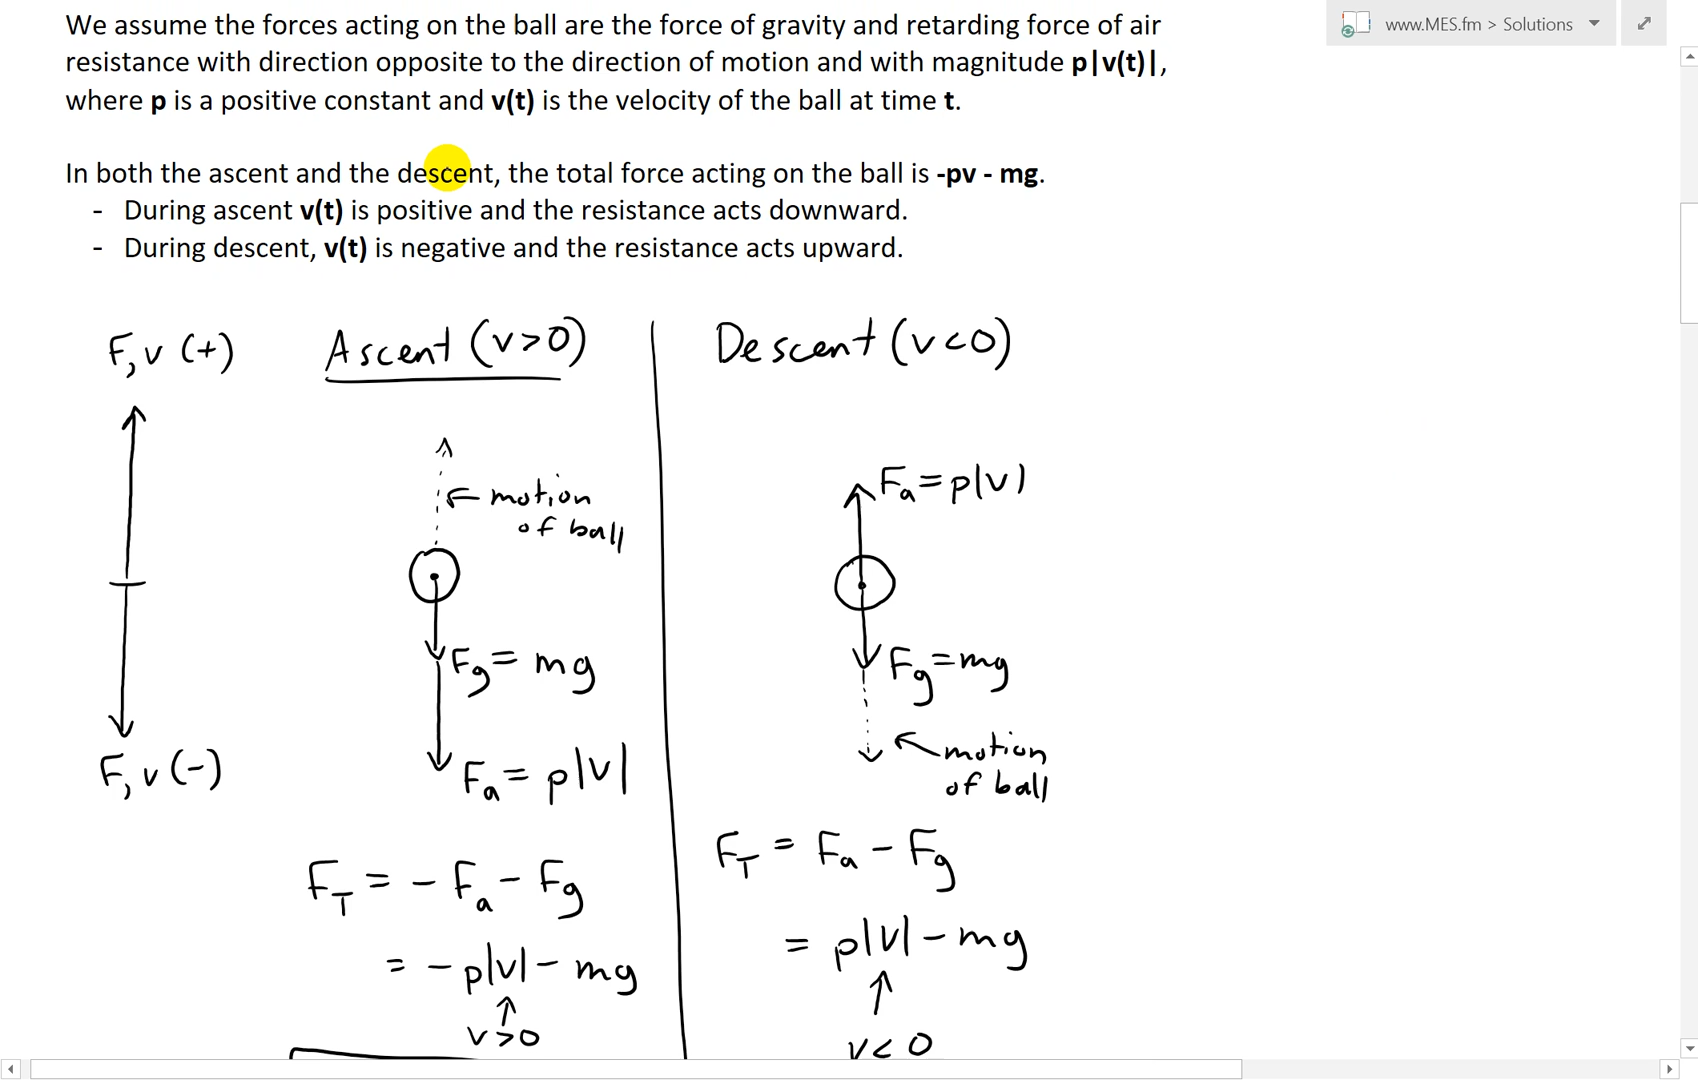 We assume the forces acting on the ball are the force of gravity and retarding force of air
resistance with direction opposite to the direction of motion and with magnitude p|v(t)|,
where p is a positive constant and v(t) is the velocity of the ball at time t.
www.MES.fm > Solutions
In both the ascent and the descent, the total force acting on the ball is -pv - mg.
- During ascent v(t) is positive and the resistance acts downward.
- During descent, v(t) is negative and the resistance acts upward.
F, v (+)
F, v (-)
Ascent (v>0)
motion
of ball
Fg = mg
Fa = p|v|
FT = - Fa - Fg
= - p|v| - mg
v>0
Descent (v<0)
Fa = p|v|
Fg = mg
motion
of ball
FT = Fa - Fg
= p|v| - mg
v< 0